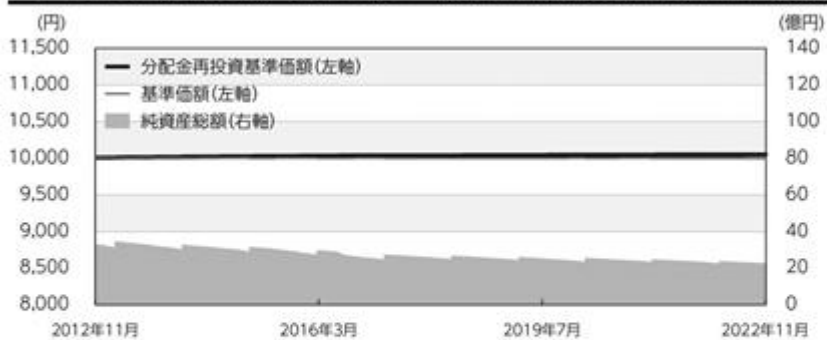 (円)
(億円)
11,500
140
分配金再投資基準価額(左軸)
11,000
120
基準価額(左軸)
10,500
100
純資産総額(右軸)
10,000
80
9,500
60
9,000
40
8,500
20
8,000
0
2012年11月
2016年3月
2019年7月
2022年11月